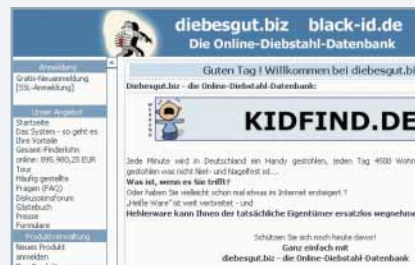 diebesgut.biz black-id.de
Die Online-Diebstahl-Datenbank
Anmeldung
Gratis-Neuanmeldung
[SSL-Anmeldung]
Unser Angebot
Startseite
Das System - so geht es
Ihre Vorteile
Gesamt-Finderlohn
online: 895.980,25 EUR
Tour
Häufig gestellte
Fragen (FAQ)
Diskussionsforum
Gästebuch
Presse
Formulare
Produktverwaltung
Neues Produkt
anmelden
Guten Tag ! Willkommen bei diebesgut.bi
Diebesgut.biz - die Online-Diebstahl-Datenbank:
WERBUNG
KIDFIND.DE
Jede Minute wird in Deutschland ein Handy gestohlen, jeden Tag 4500 Wohn
gestohlen was nicht Niet- und Nagelfest ist....
Was ist, wenn es Sie trifft?
Oder haben Sie vielleicht schon mal etwas im Internet ersteigert ?
„Heiße Ware“ ist weit verbreitet - und
Hehlerware kann Ihnen der tatsächliche Eigentümer ersatzlos wegnehme
Schützen Sie sich noch heute davor!
Ganz einfach mit
diebesgut.biz - die Online-Diebstahl-Datenbank